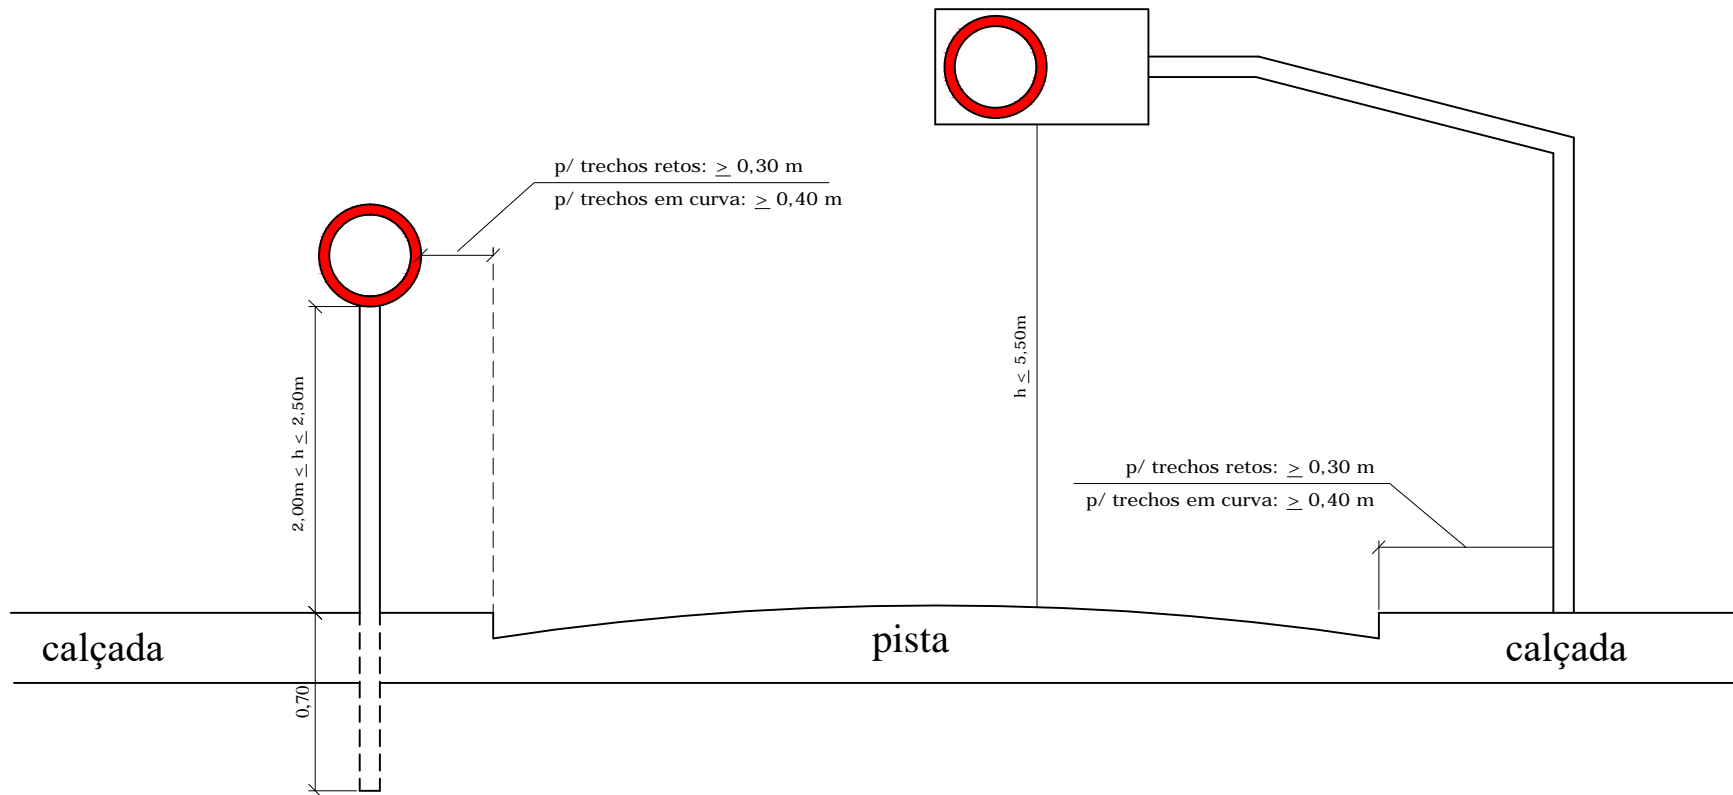 p/ trechos retos: ≥ 0,30 m
p/ trechos em curva: ≥ 0,40 m
2,00m ≤ h ≤ 2,50m
h ≤ 5,50m
p/ trechos retos: ≥ 0,30 m
p/ trechos em curva: ≥ 0,40 m
calçada
pista
calçada
0,70